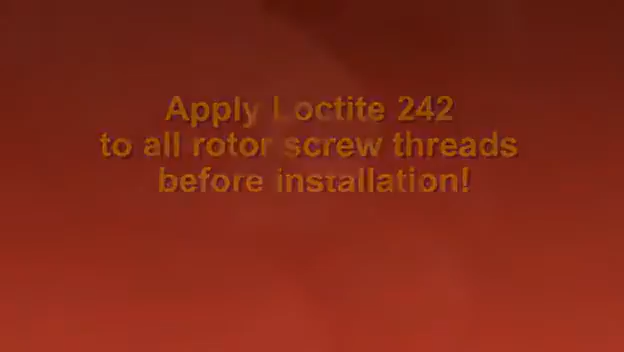 Apply Loctite 242
to all rotor screw threads
before installation!